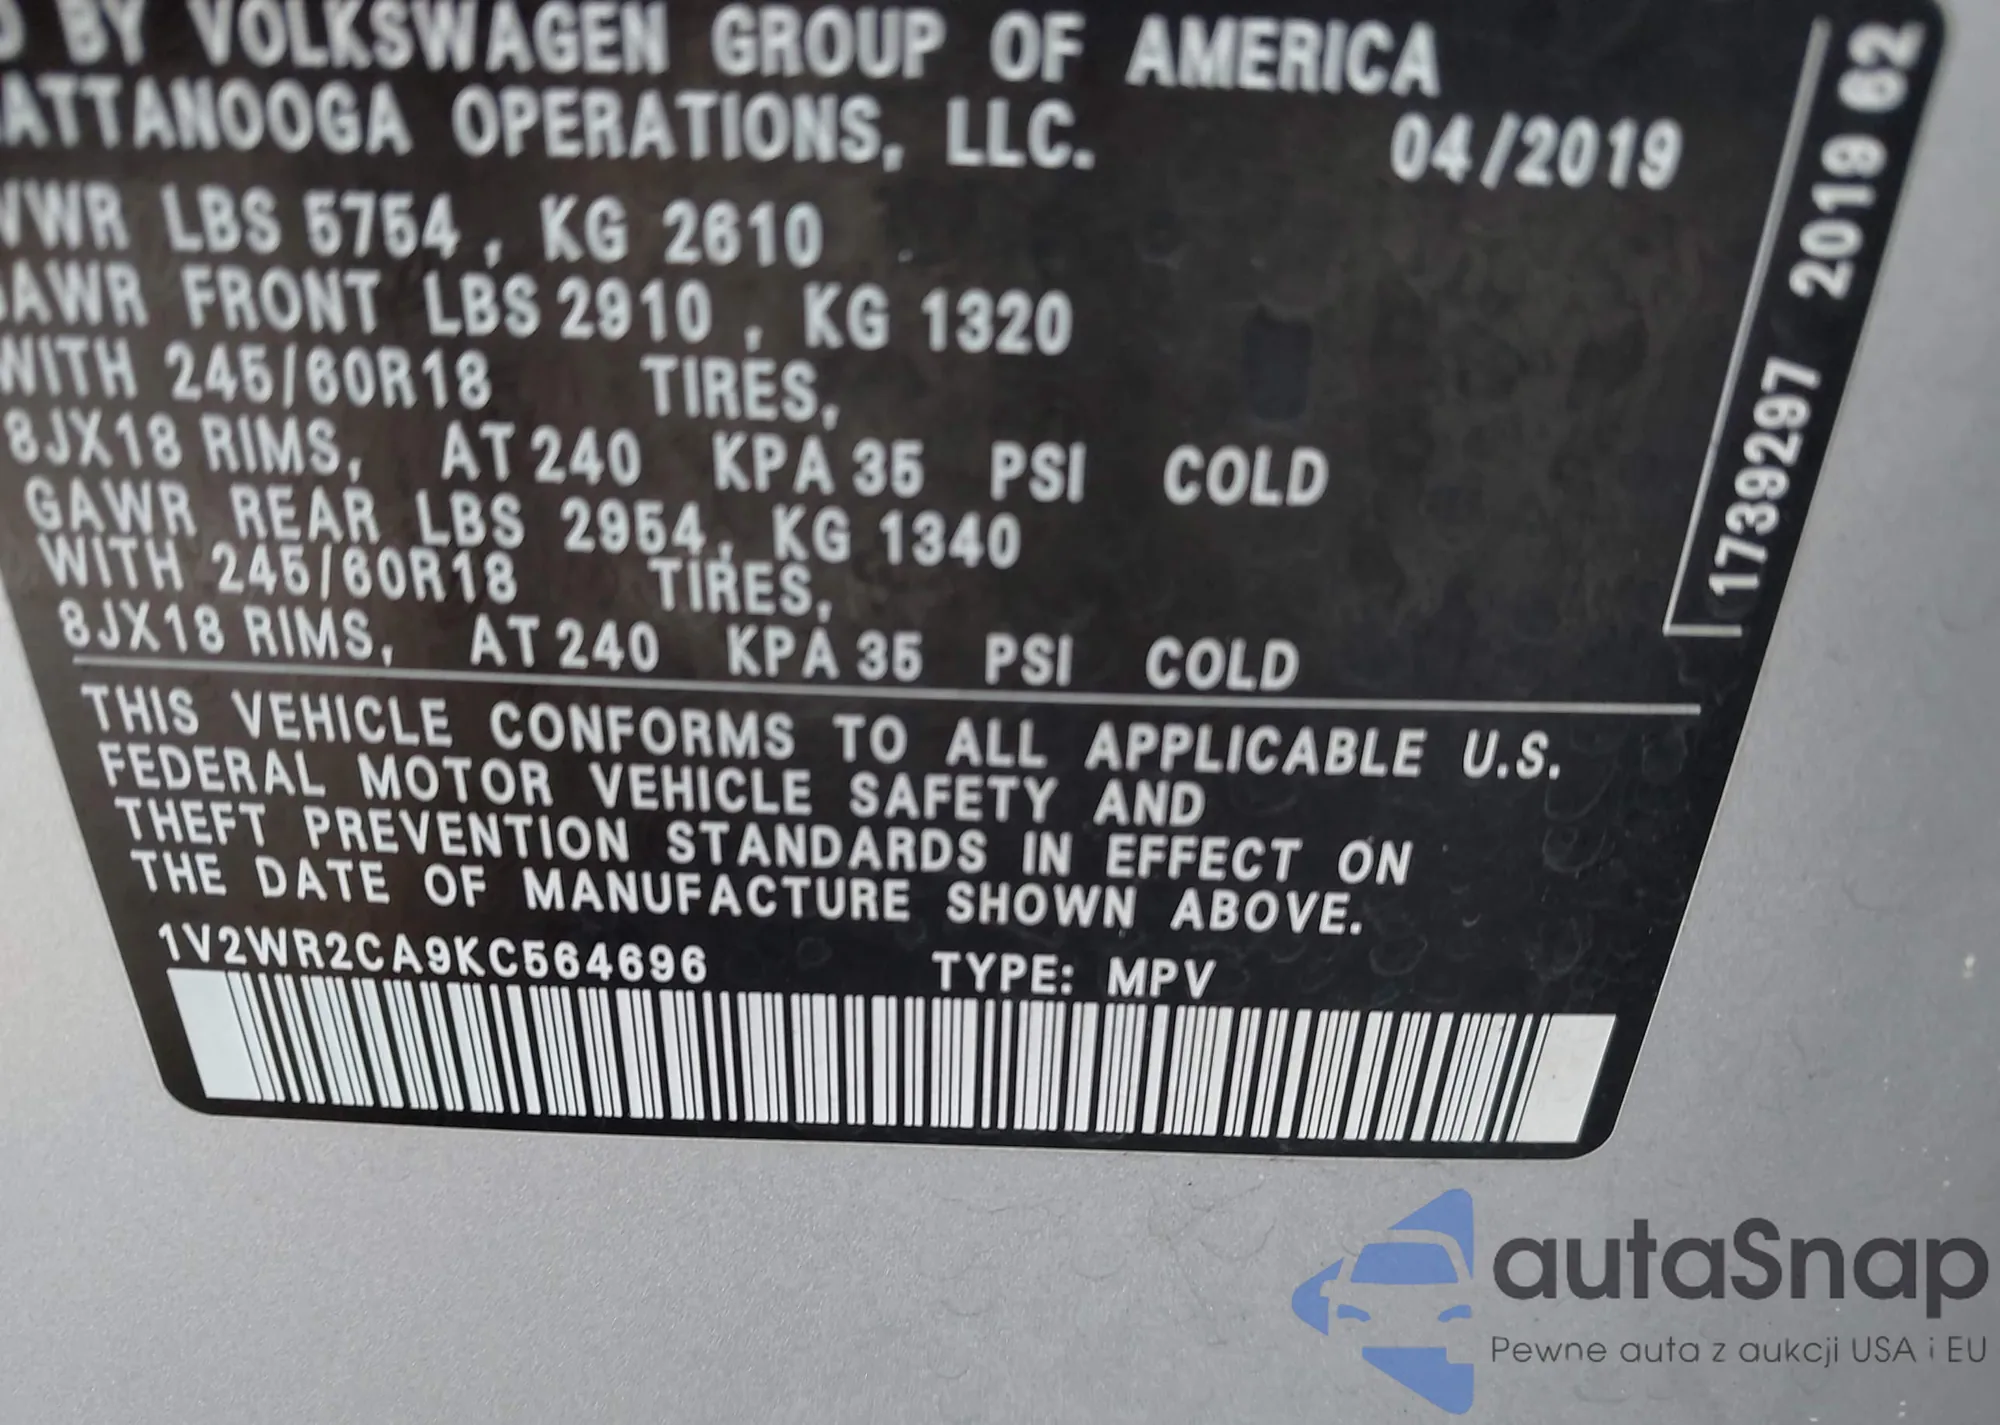 D BY VOLKSWAGEN GROUP OF AMERICA
ATTANOOGA OPERATIONS, LLC.
04/2019
VWR LBS 5754 , KG 2610
AWR FRONT LBS 2910 , KG 1320
WITH 245/60R18 TIRES,
8JX18 RIMS, AT 240 KPA 35 PSI COLD
GAWR REAR LBS 2954, KG 1340
WITH 245/60R18 TIRES,
8JX18 RIMS, AT 240 KPA 35 PSI COLD
THIS VEHICLE CONFORMS TO ALL APPLICABLE U.S.
FEDERAL MOTOR VEHICLE SAFETY AND
THEFT PREVENTION STANDARDS IN EFFECT ON
THE DATE OF MANUFACTURE SHOWN ABOVE.
1V2WR2CA9KC564696 TYPE: MPV
1739297 2019 62
autaSnap
Pewne auta z aukcji USA i EU